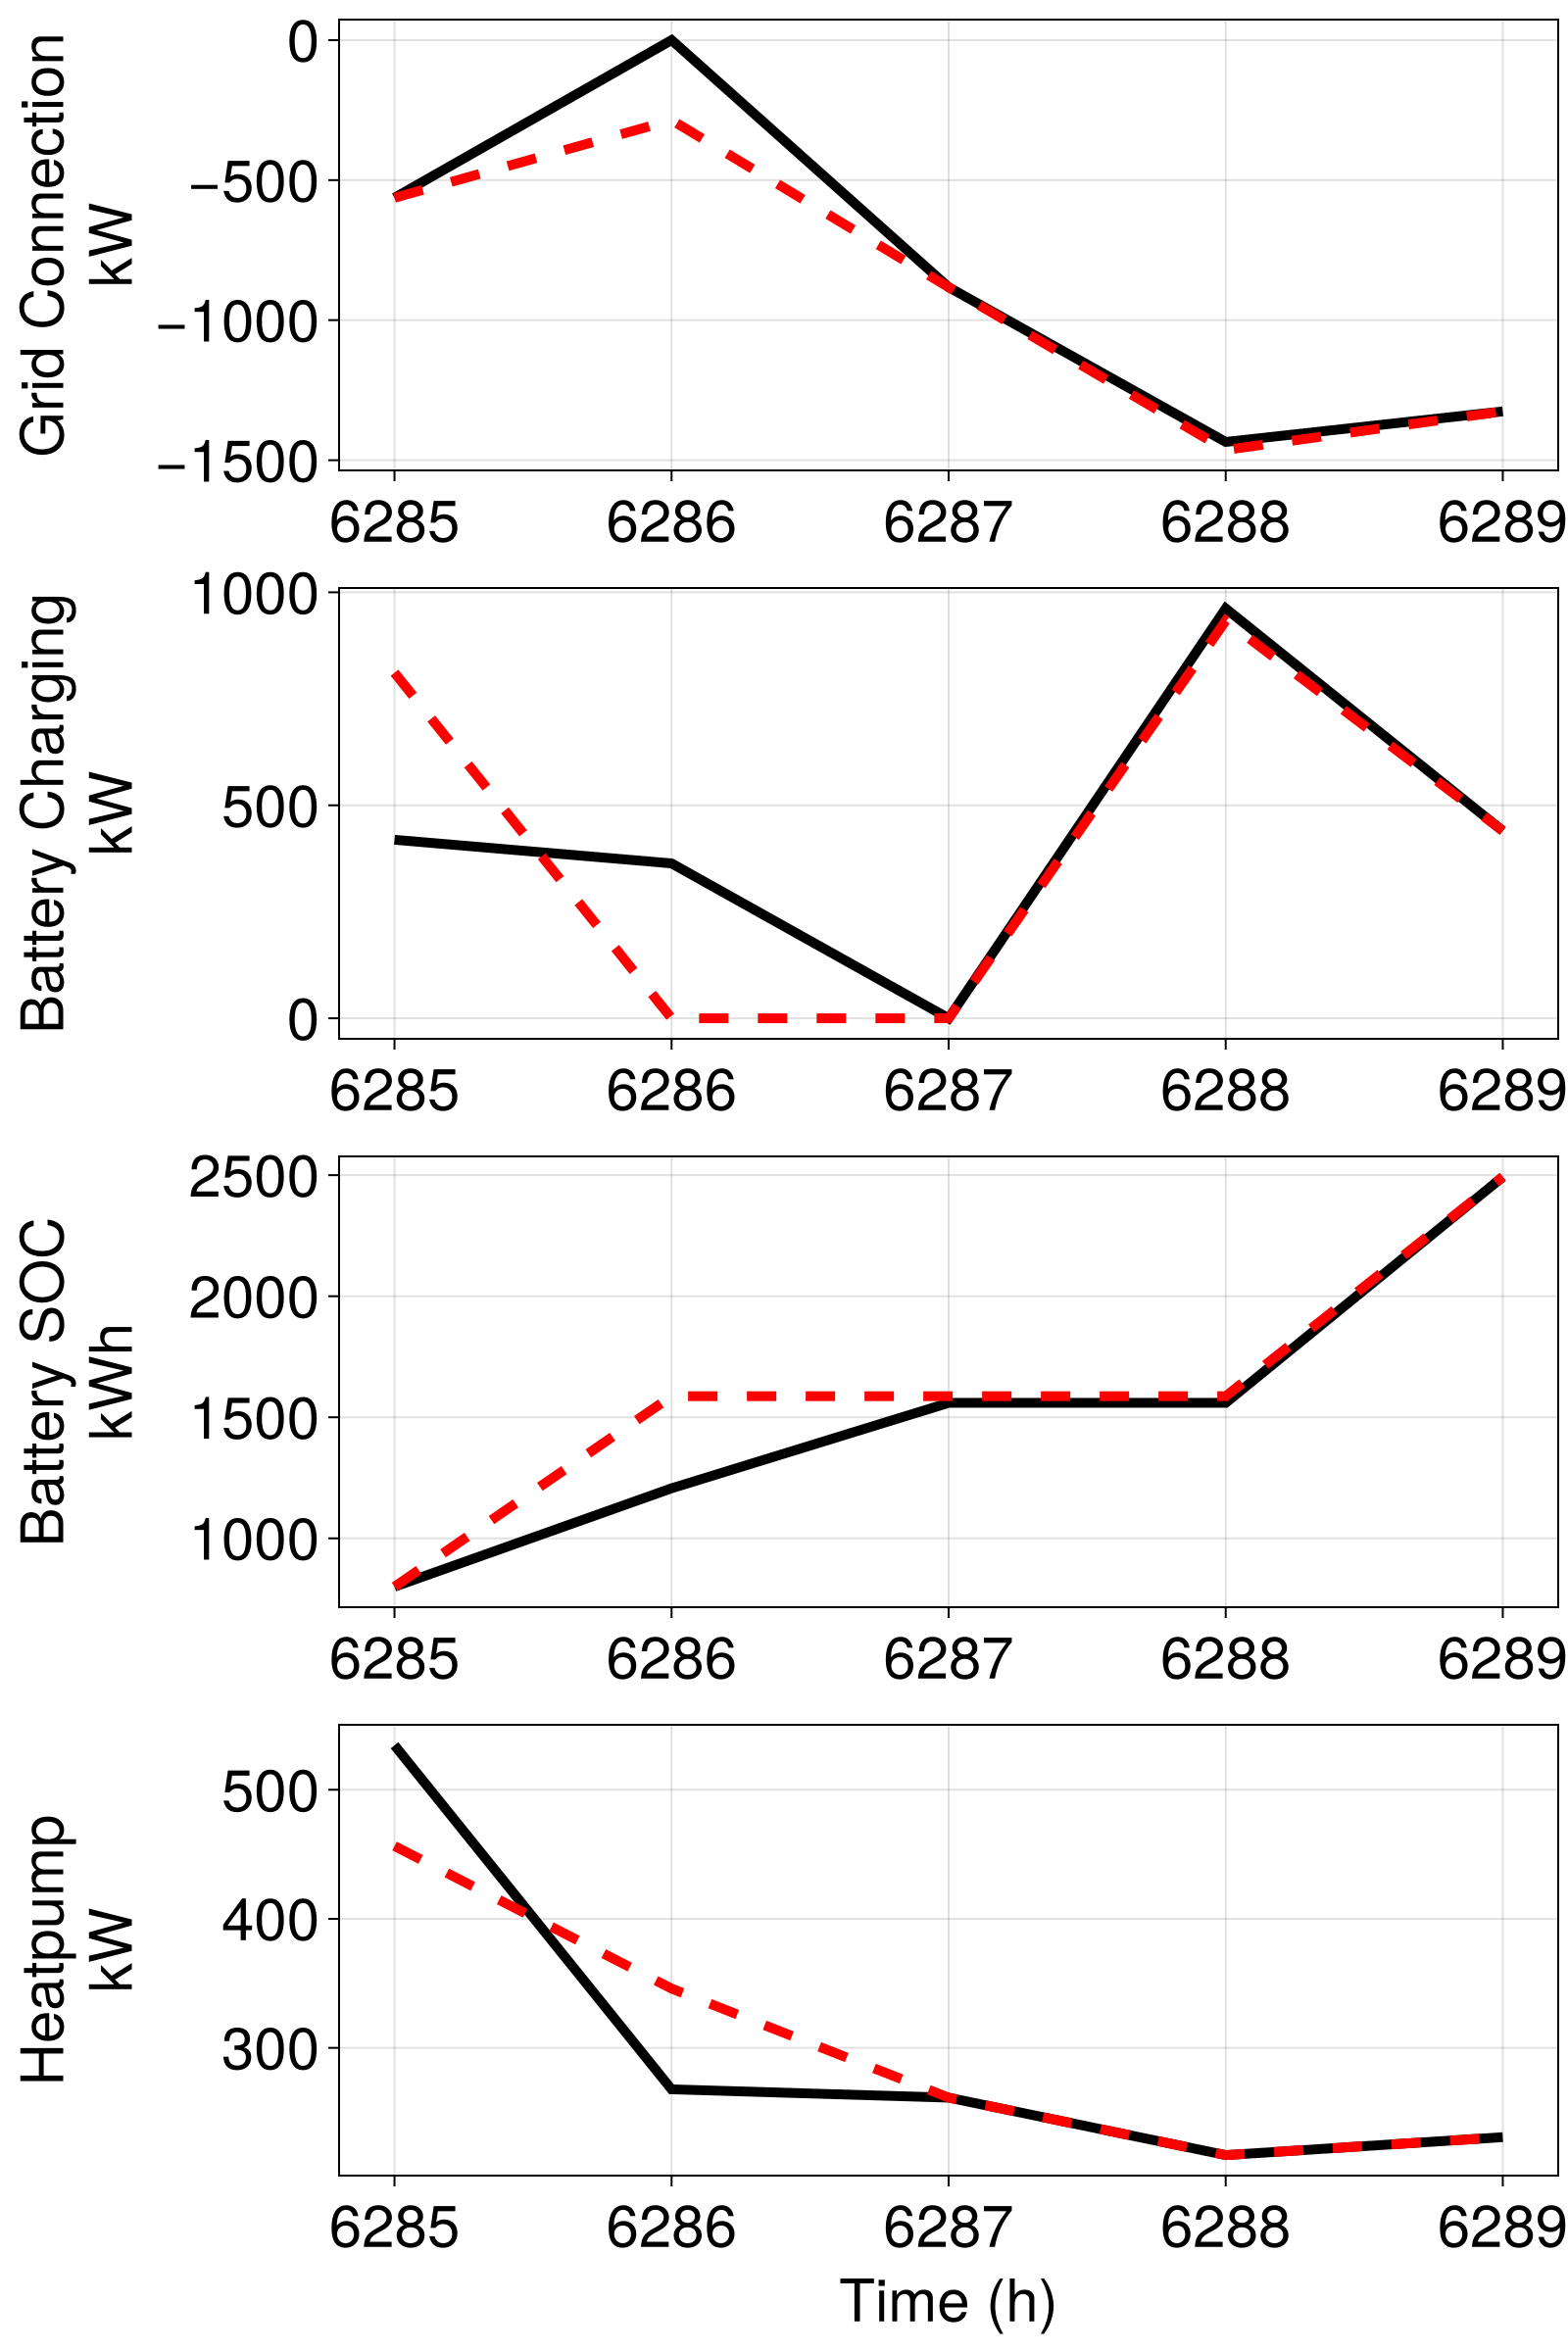 Grid Connection
kW
0
−500
−1000
−1500
6285 6286 6287 6288 6289
Battery Charging
kW
1000
500
0
6285 6286 6287 6288 6289
Battery SOC
kWh
2500
2000
1500
1000
6285 6286 6287 6288 6289
Heatpump
kW
500
400
300
6285 6286 6287 6288 6289
Time (h)